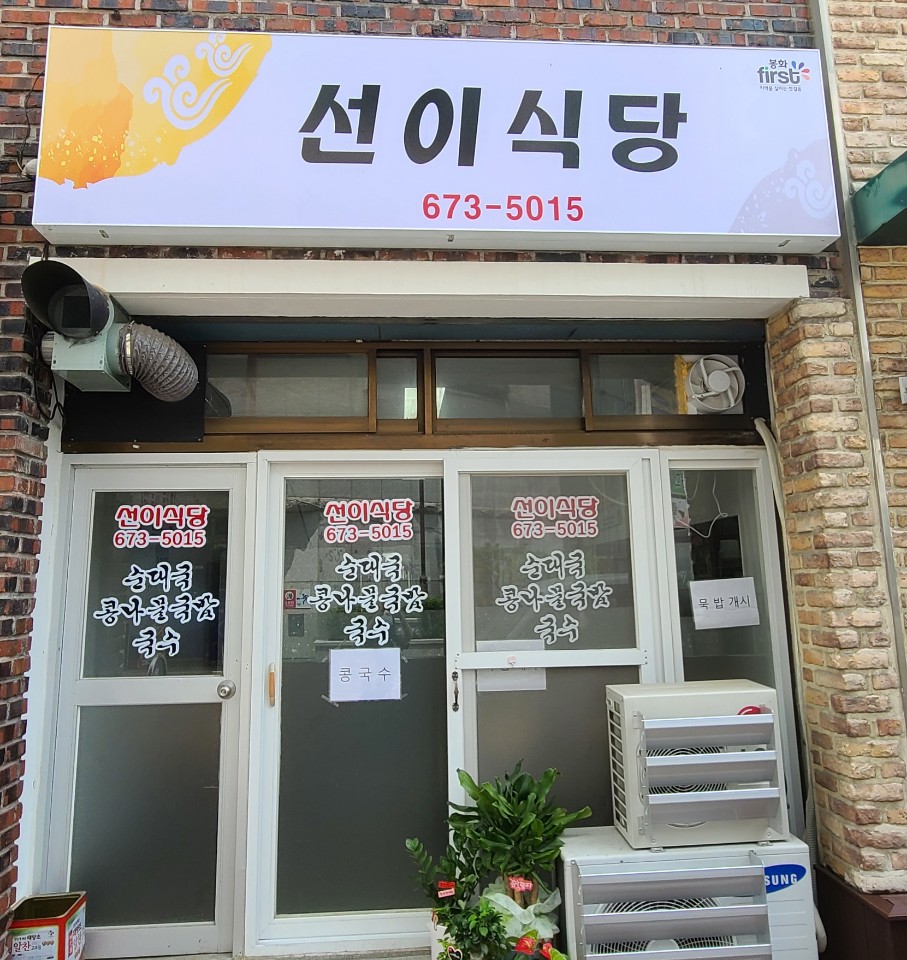 선이식당
673-5015
봉화
first
선이식당
673-5015
순대국
콩나물국밥
국수
선이식당
673-5015
순대국
콩나물국밥
국수
콩국수
선이식당
673-5015
순대국
콩나물국밥
국수
묵밥개시
SUNG
알찬